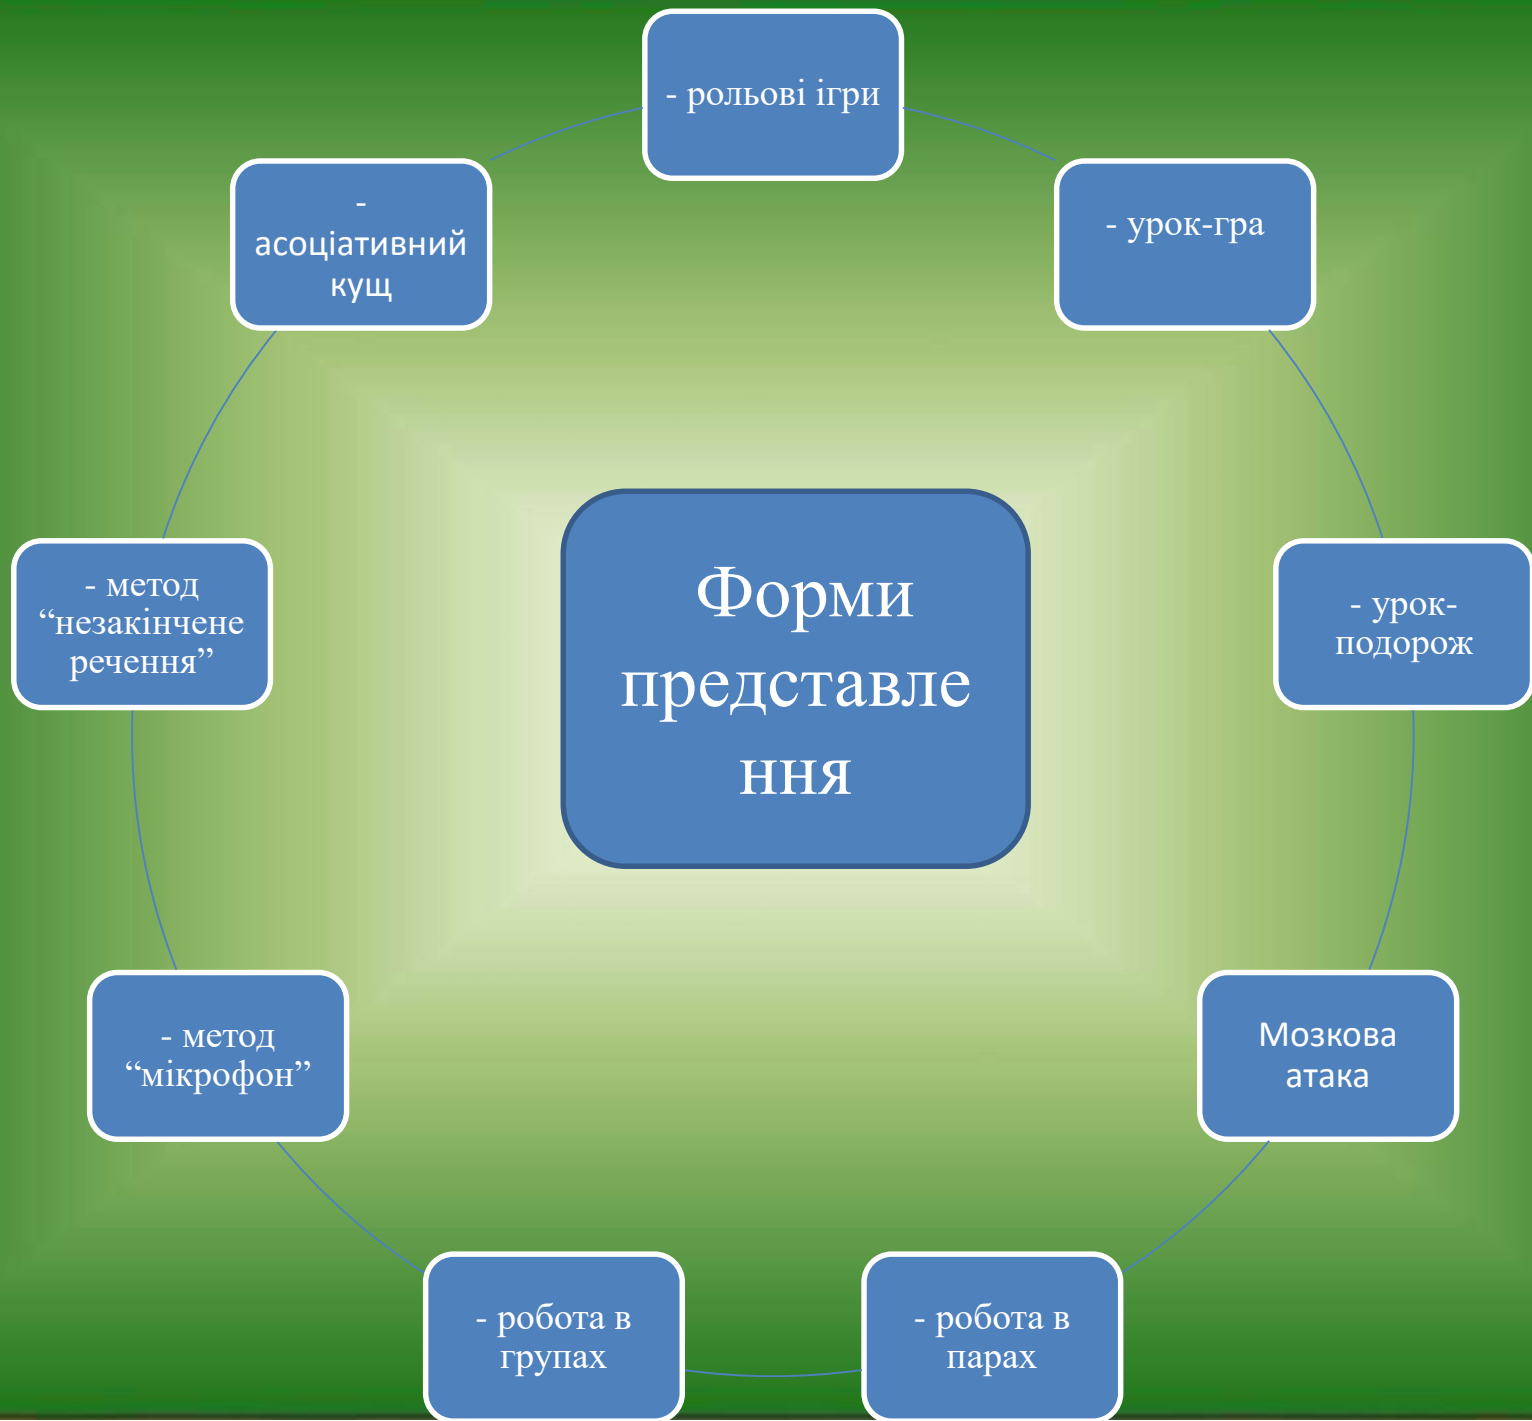 - рольові ігри
- урок-гра
- урок-
подорож
Мозкова
атака
- робота в
парах
- робота в
групах
- метод
“мікрофон”
- метод
“незакінчене
речення”
-
асоціативний
кущ
Форми
представле
ння